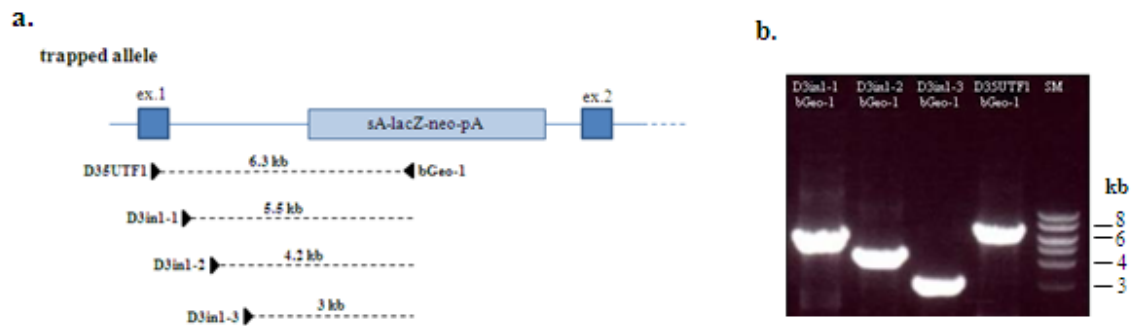 a.
trapped allele
ex.1
sA-lacZ-neo-pA
ex.2
D35UTF1
6.3 kb
bGeo-1
D3in1-1
5.5 kb
D3in1-2
4.2 kb
D3in1-3
3 kb
b.
D3in1-1 D3in1-2 D3in1-3 D35UTF1 SM
bGeo-1 bGeo-1 bGeo-1 bGeo-1
kb
8
6
4
3